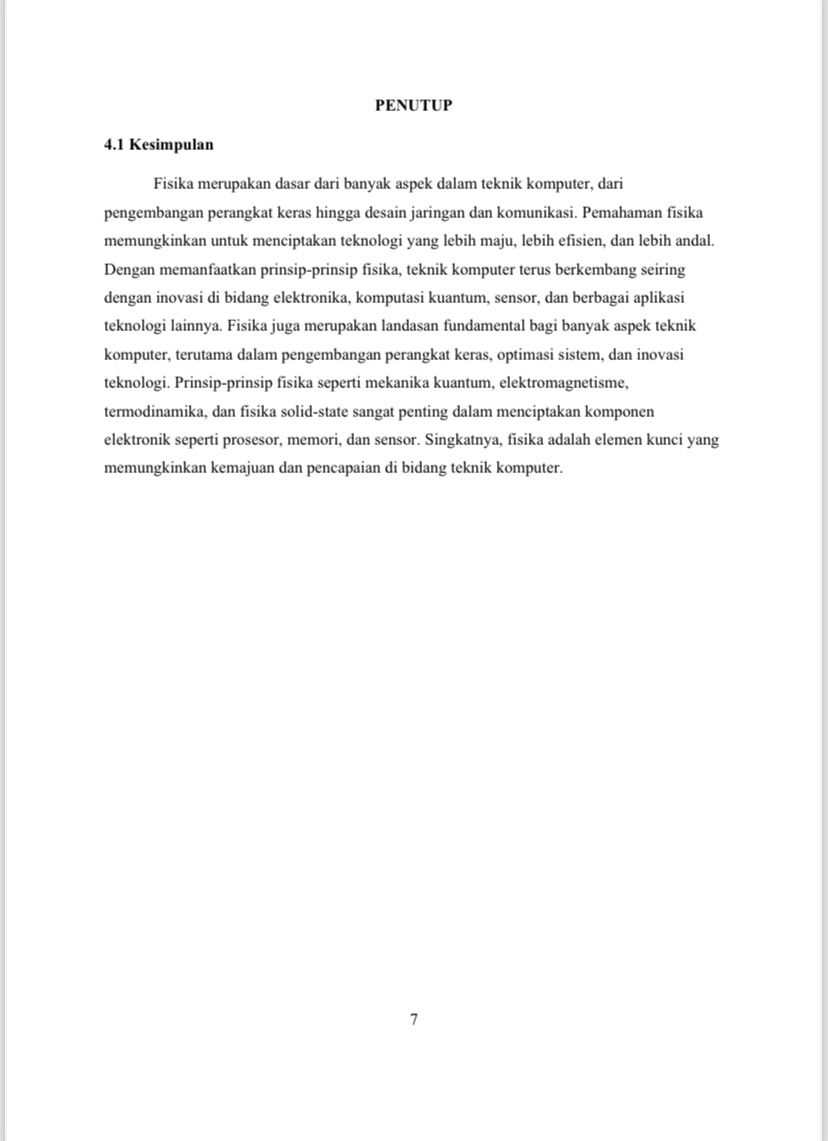 PENUTUP
4.1 Kesimpulan
Fisika merupakan dasar dari banyak aspek dalam teknik komputer, dari
pengembangan perangkat keras hingga desain jaringan dan komunikasi. Pemahaman fisika
memungkinkan untuk menciptakan teknologi yang lebih maju, lebih efisien, dan lebih andal.
Dengan memanfaatkan prinsip-prinsip fisika, teknik komputer terus berkembang seiring
dengan inovasi di bidang elektronika, komputasi kuantum, sensor, dan berbagai aplikasi
teknologi lainnya. Fisika juga merupakan landasan fundamental bagi banyak aspek teknik
komputer, terutama dalam pengembangan perangkat keras, optimasi sistem, dan inovasi
teknologi. Prinsip-prinsip fisika seperti mekanika kuantum, elektromagnetisme,
termodinamika, dan fisika solid-state sangat penting dalam menciptakan komponen
elektronik seperti prosesor, memori, dan sensor. Singkatnya, fisika adalah elemen kunci yang
memungkinkan kemajuan dan pencapaian di bidang teknik komputer.
7